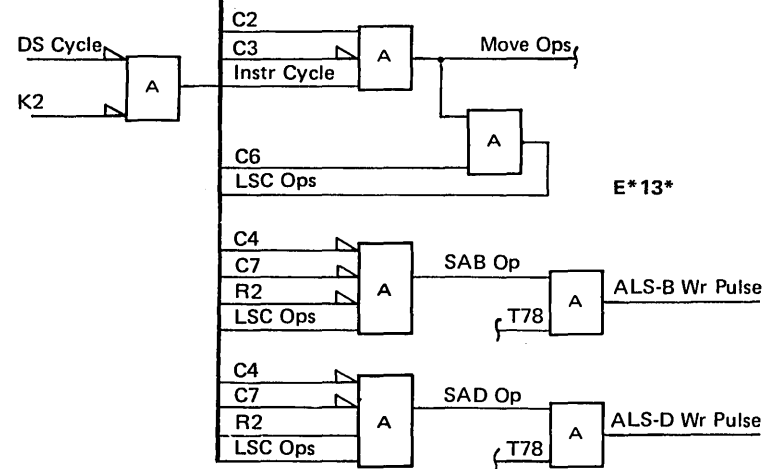 C2
DS Cycle
C3
A
Move Ops
Instr Cycle
A
K2
A
C6
LSC Ops
E*13*
C4
SAB Op
C7
ALS-B Wr Pulse
R2
A
A
LSC Ops
T78
C4
SAD Op
C7
ALS-D Wr Pulse
R2
A
A
LSC Ops
T78